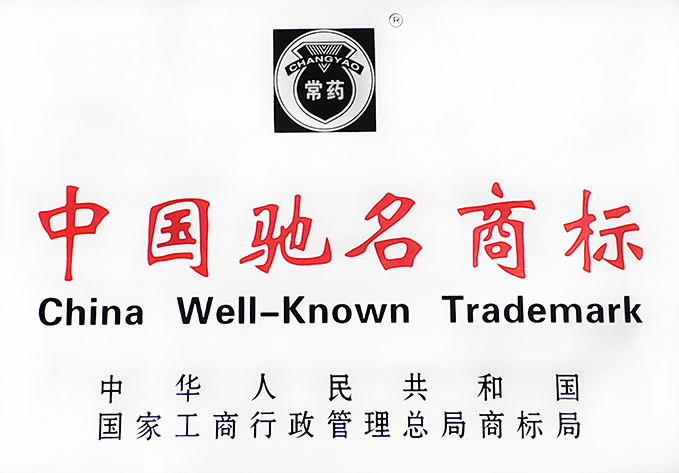 ®
CHANGYAO
常药
中国驰名商标
China Well-Known Trademark
中华人民共和国
国家工商行政管理总局商标局